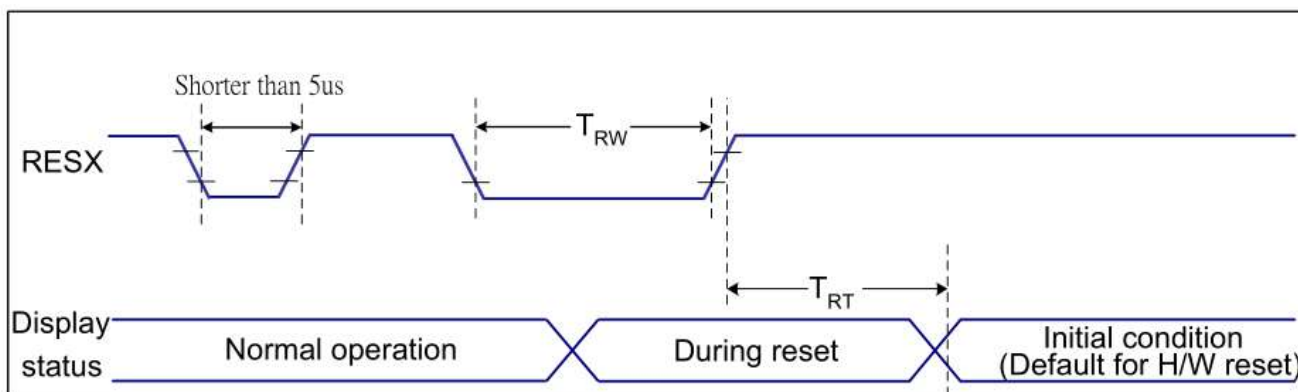 Shorter than 5us
RESX
TRW
TRT
Display
status
Normal operation
During reset
Initial condition
(Default for H/W reset)